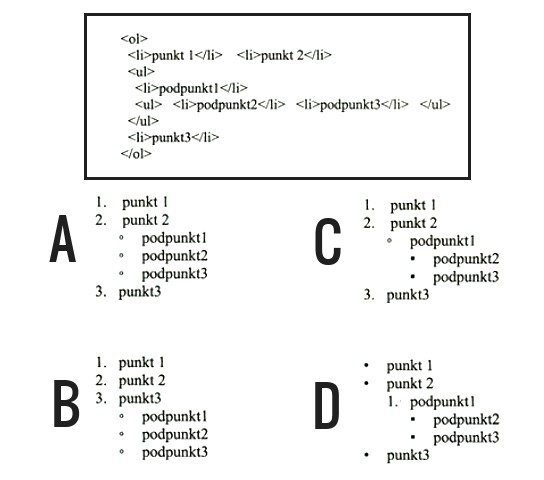 <ol>
<li>punkt 1</li> <li>punkt 2</li>
<ul>
<li>podpunkt1</li>
<ul> <li>podpunkt2</li> <li>podpunkt3</li> </ul>
</ul>
<li>punkt3</li>
</ol>
A
1. punkt 1
2. punkt 2
◦ podpunkt1
◦ podpunkt2
◦ podpunkt3
3. punkt3
C
1. punkt 1
2. punkt 2
◦ podpunkt1
▪ podpunkt2
▪ podpunkt3
3. punkt3
B
1. punkt 1
2. punkt 2
3. punkt3
◦ podpunkt1
◦ podpunkt2
◦ podpunkt3
D
• punkt 1
• punkt 2
1. podpunkt1
▪ podpunkt2
▪ podpunkt3
• punkt3